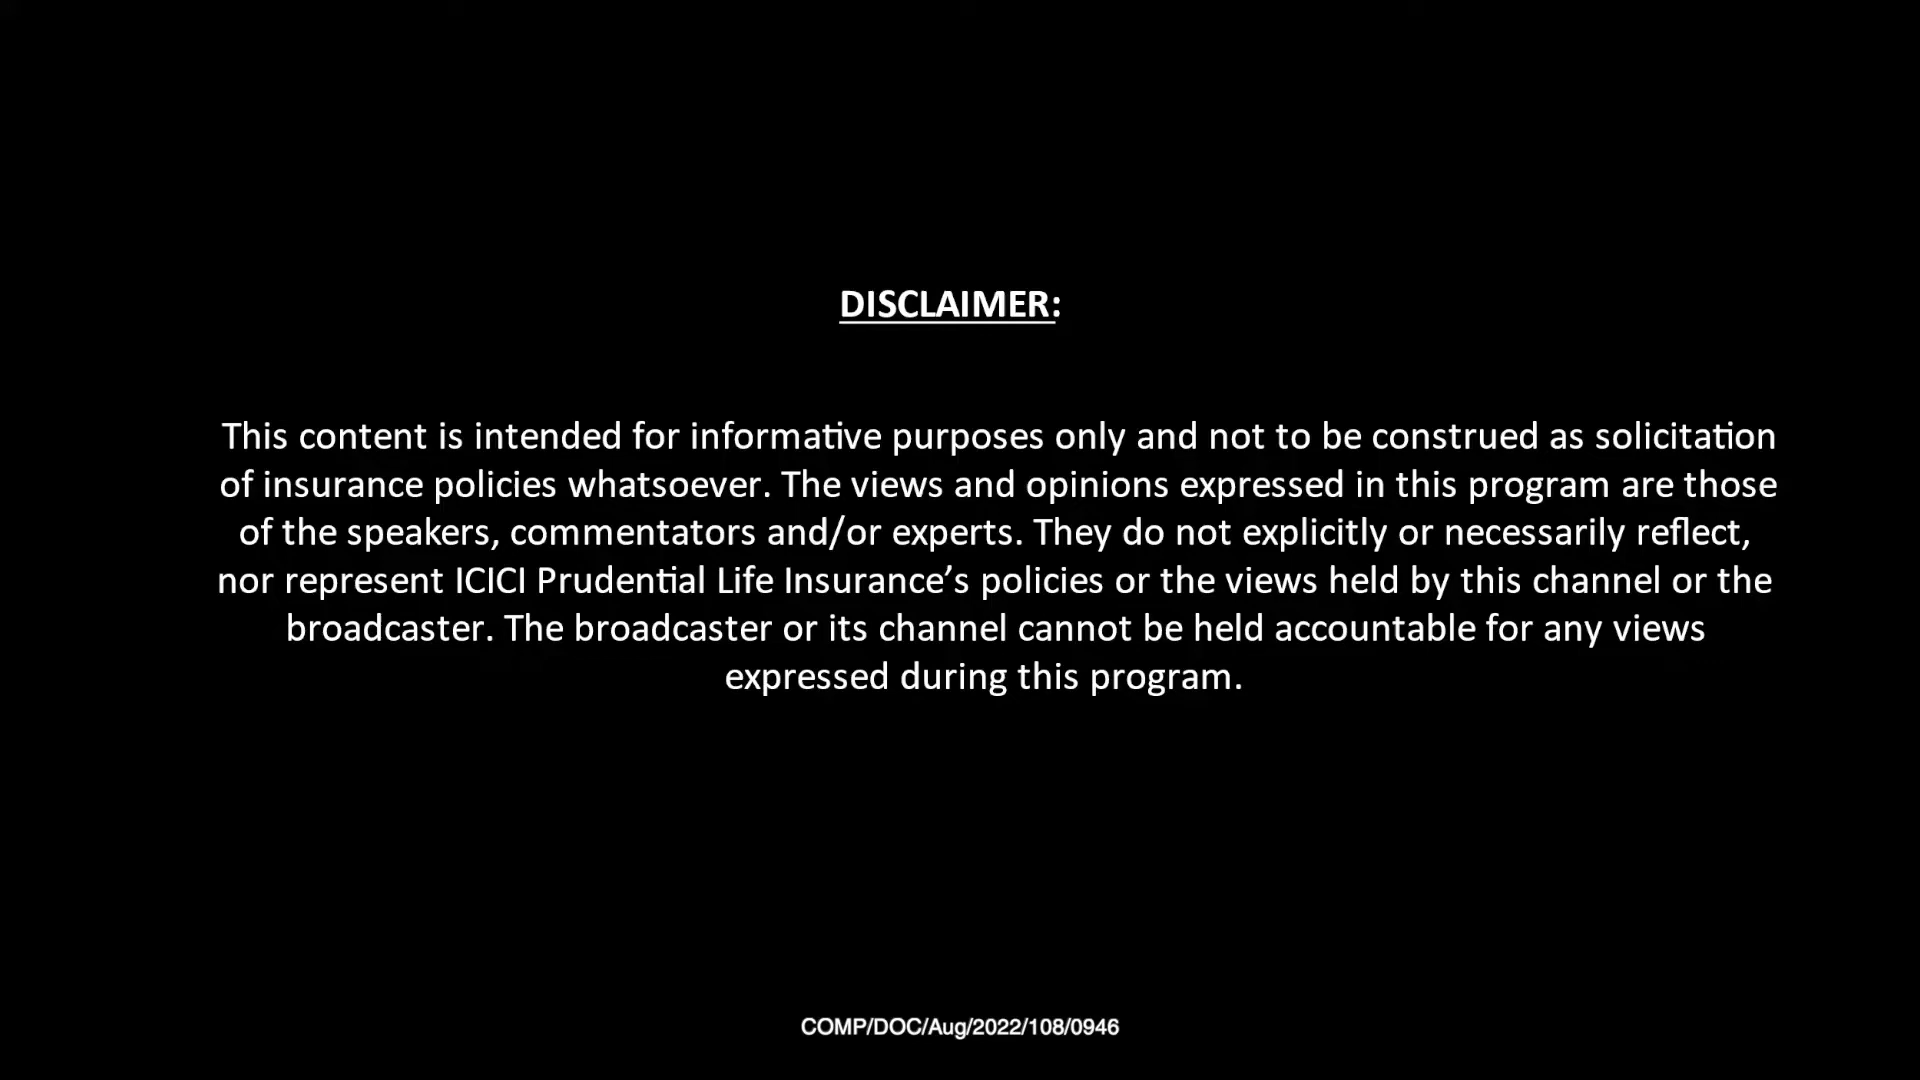 DISCLAIMER:
This content is intended for informative purposes only and not to be construed as solicitation
of insurance policies whatsoever. The views and opinions expressed in this program are those
of the speakers, commentators and/or experts. They do not explicitly or necessarily reflect,
nor represent ICICI Prudential Life Insurance’s policies or the views held by this channel or the
broadcaster. The broadcaster or its channel cannot be held accountable for any views
expressed during this program.
COMP/DOC/Aug/2022/108/0946